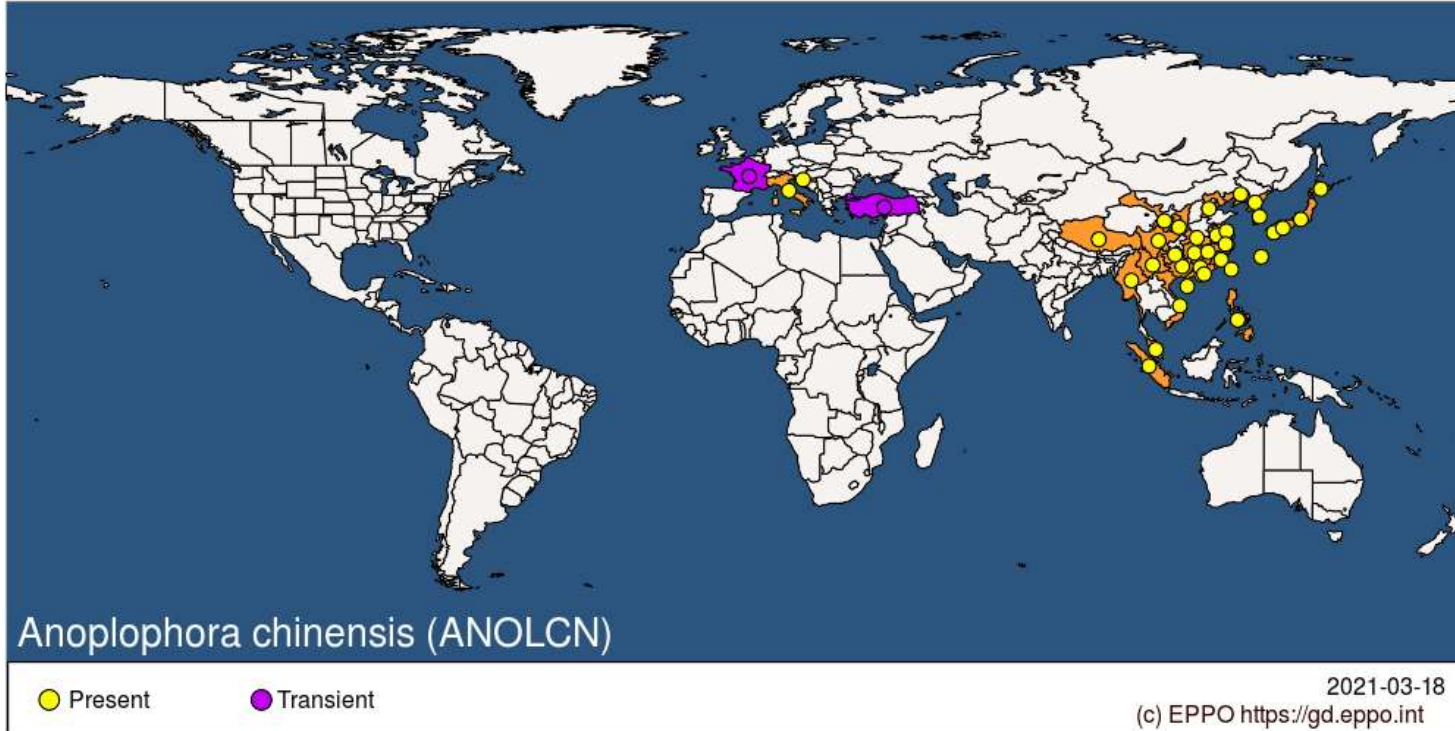 Anoplophora chinensis (ANOLCN)
Present
Transient
2021-03-18
(c) EPPO https://gd.eppo.int